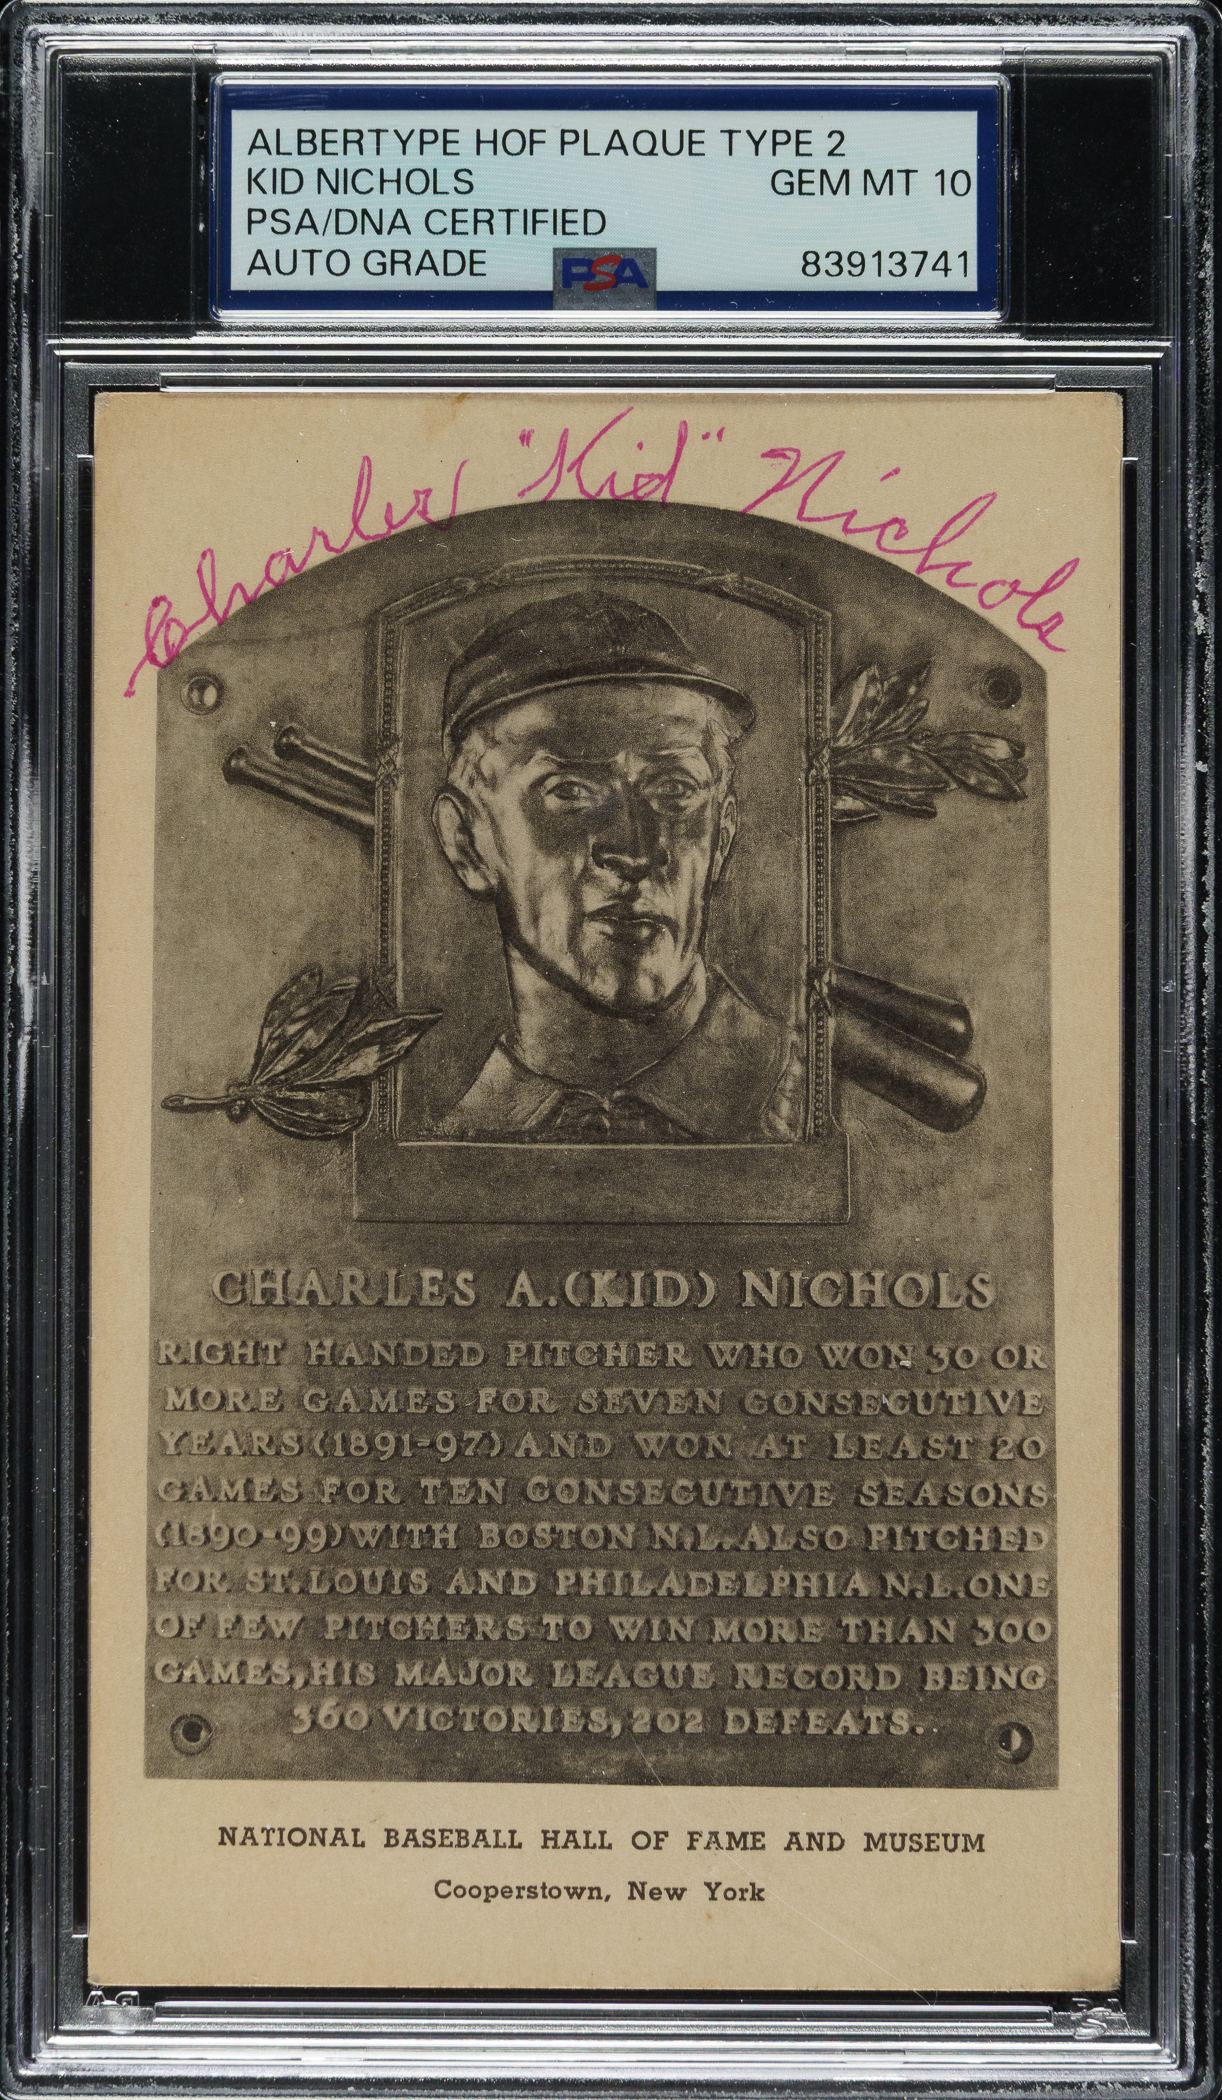 ALBERTYPE HOF PLAQUE TYPE 2
KID NICHOLS GEM MT 10
PSA/DNA CERTIFIED
AUTO GRADE PSA 83913741
Charles "Kid" Nichols
CHARLES A.(KID) NICHOLS
RIGHT HANDED PITCHER WHO WON 30 OR
MORE GAMES FOR SEVEN CONSECUTIVE
YEARS (1891-97) AND WON AT LEAST 20
GAMES FOR TEN CONSECUTIVE SEASONS
(1890-99) WITH BOSTON N.L. ALSO PITCHED
FOR ST. LOUIS AND PHILADELPHIA N.L. ONE
OF FEW PITCHERS TO WIN MORE THAN 300
GAMES, HIS MAJOR LEAGUE RECORD BEING
360 VICTORIES, 202 DEFEATS.
NATIONAL BASEBALL HALL OF FAME AND MUSEUM
Cooperstown, New York